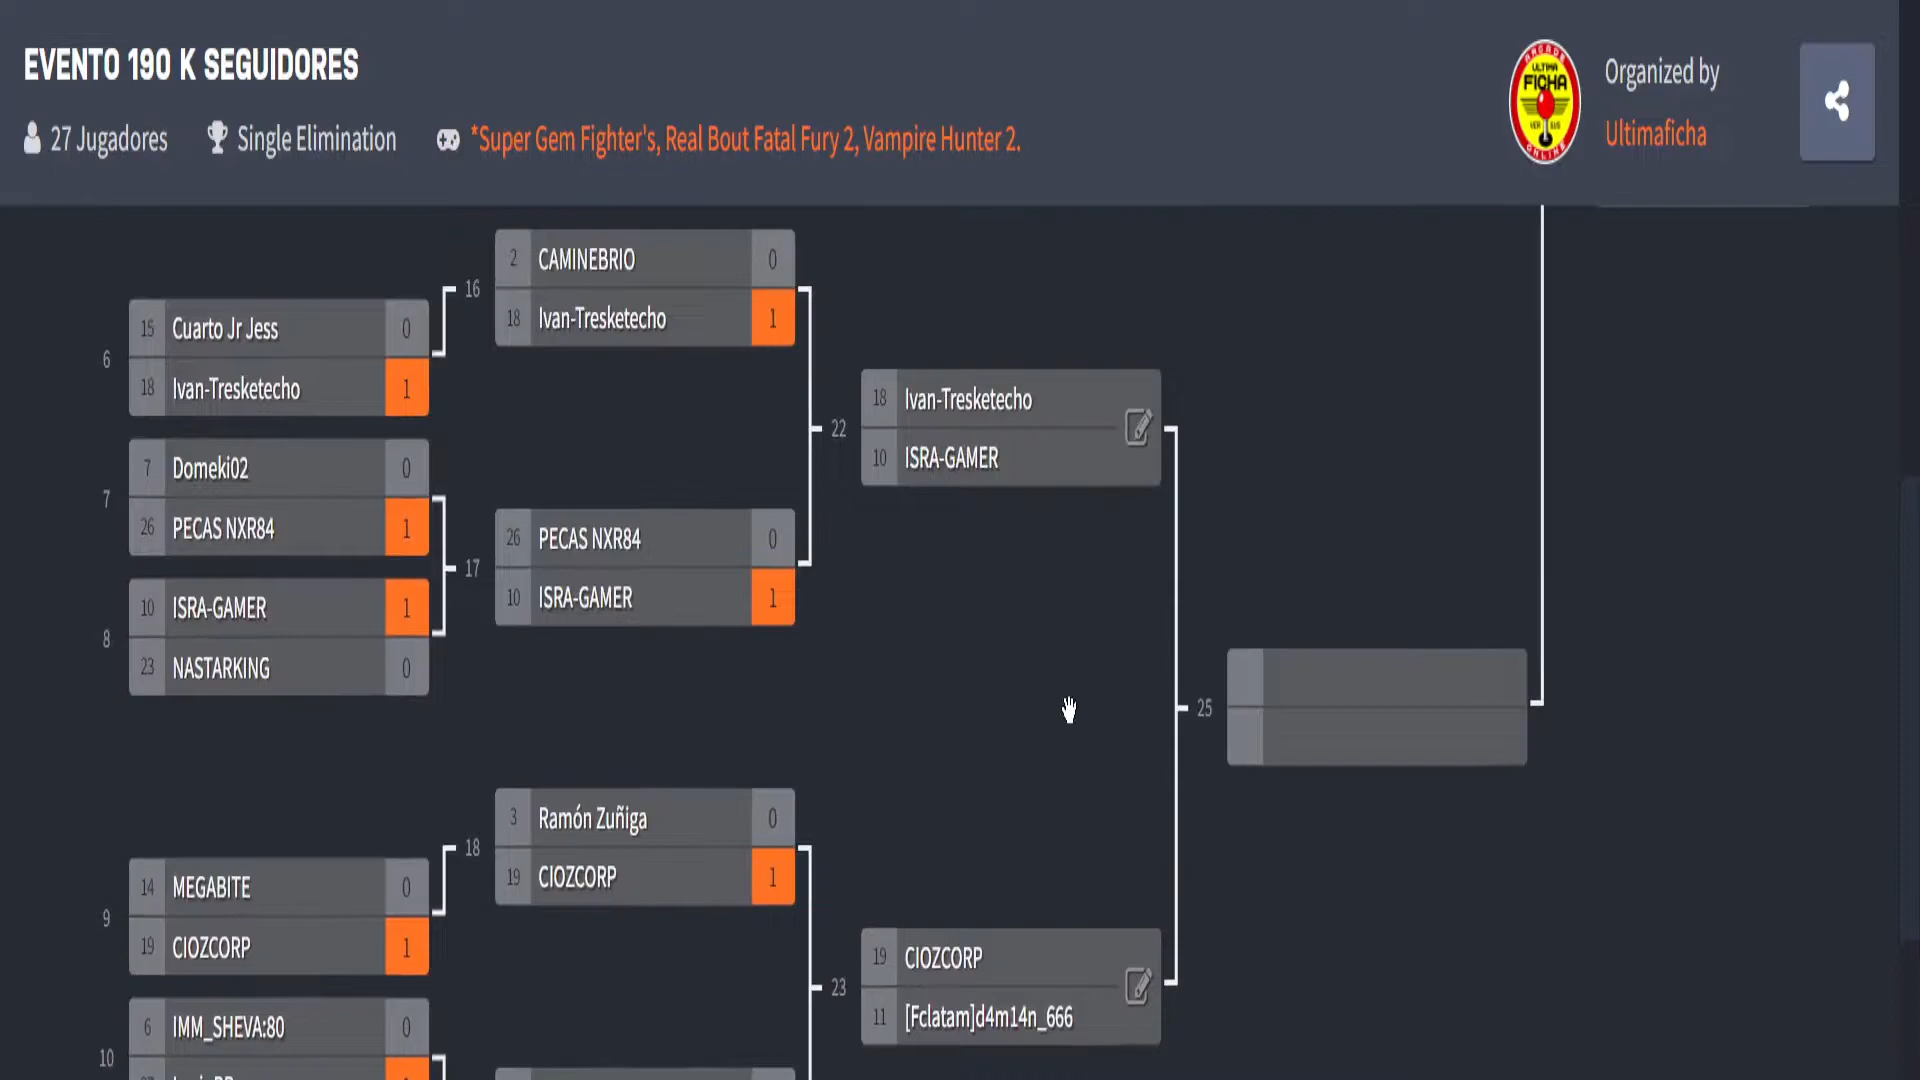 EVENTO 190 K SEGUIDORES
27 Jugadores Single Elimination *Super Gem Fighter's, Real Bout Fatal Fury 2, Vampire Hunter 2.
ARCADE
ULTIMA
FICHA
VERSUS
ONLINE
Organized by
Ultimaficha
6
15 Cuarto Jr Jess 0
18 Ivan-Tresketecho 1
7
7 Domeki02 0
26 PECAS NXR84 1
8
10 ISRA-GAMER 1
23 NASTARKING 0
9
14 MEGABITE 0
19 CIOZCORP 1
10
6 IMM_SHEVA:80 0
16
2 CAMINEBRIO 0
18 Ivan-Tresketecho 1
17
26 PECAS NXR84 0
10 ISRA-GAMER 1
18
3 Ramón Zuñiga 0
19 CIOZCORP 1
22
18 Ivan-Tresketecho
10 ISRA-GAMER
23
19 CIOZCORP
11 [Fclatam]d4m14n_666
25